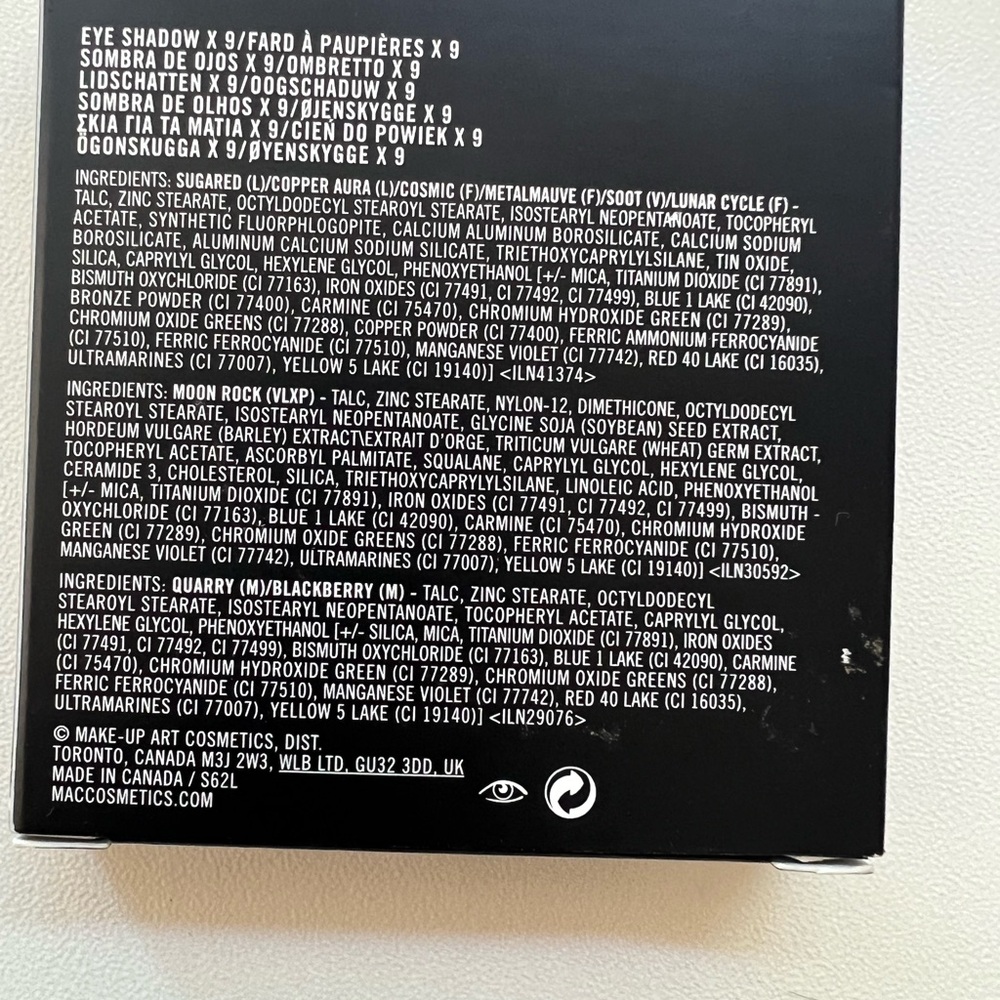 EYE SHADOW X 9/FARD À PAUPIÈRES X 9
SOMBRA DE OJOS X 9/OMBRETTO X 9
LIDSCHATTEN X 9/OOGSCHADUW X 9
SOMBRA DE OLHOS X 9/ØJENSKYGGE X 9
ΣΚΙΑ ΓΙΑ ΤΑ ΜΑΤΙΑ X 9/CIEŃ DO POWIEK X 9
ÖGONSKUGGA X 9/ØYENSKYGGE X 9
INGREDIENTS: SUGARED (L)/COPPER AURA (L)/COSMIC (F)/METALMAUVE (F)/SOOT (V)/LUNAR CYCLE (F) -
TALC, ZINC STEARATE, OCTYLDODECYL STEAROYL STEARATE, ISOSTEARYL NEOPENTANOATE, TOCOPHERYL
ACETATE, SYNTHETIC FLUORPHLOGOPITE, CALCIUM ALUMINUM BOROSILICATE, CALCIUM SODIUM
BOROSILICATE, ALUMINUM CALCIUM SODIUM SILICATE, TRIETHOXYCAPRYLYLSILANE, TIN OXIDE,
SILICA, CAPRYLYL GLYCOL, HEXYLENE GLYCOL, PHENOXYETHANOL [+/- MICA, TITANIUM DIOXIDE (CI 77891),
BISMUTH OXYCHLORIDE (CI 77163), IRON OXIDES (CI 77491, CI 77492, CI 77499), BLUE 1 LAKE (CI 42090),
BRONZE POWDER (CI 77400), CARMINE (CI 75470), CHROMIUM HYDROXIDE GREEN (CI 77289),
CHROMIUM OXIDE GREENS (CI 77288), COPPER POWDER (CI 77400), FERRIC AMMONIUM FERROCYANIDE
(CI 77510), FERRIC FERROCYANIDE (CI 77510), MANGANESE VIOLET (CI 77742), RED 40 LAKE (CI 16035),
ULTRAMARINES (CI 77007), YELLOW 5 LAKE (CI 19140)] <ILN41374>
INGREDIENTS: MOON ROCK (VLXP) - TALC, ZINC STEARATE, NYLON-12, DIMETHICONE, OCTYLDODECYL
STEAROYL STEARATE, ISOSTEARYL NEOPENTANOATE, GLYCINE SOJA (SOYBEAN) SEED EXTRACT,
HORDEUM VULGARE (BARLEY) EXTRACT\EXTRAIT D'ORGE, TRITICUM VULGARE (WHEAT) GERM EXTRACT,
TOCOPHERYL ACETATE, ASCORBYL PALMITATE, SQUALANE, CAPRYLYL GLYCOL, HEXYLENE GLYCOL,
CERAMIDE 3, CHOLESTEROL, SILICA, TRIETHOXYCAPRYLYLSILANE, LINOLEIC ACID, PHENOXYETHANOL
[+/- MICA, TITANIUM DIOXIDE (CI 77891), IRON OXIDES (CI 77491, CI 77492, CI 77499), BISMUTH -
OXYCHLORIDE (CI 77163), BLUE 1 LAKE (CI 42090), CARMINE (CI 75470), CHROMIUM HYDROXIDE
GREEN (CI 77289), CHROMIUM OXIDE GREENS (CI 77288), FERRIC FERROCYANIDE (CI 77510),
MANGANESE VIOLET (CI 77742), ULTRAMARINES (CI 77007), YELLOW 5 LAKE (CI 19140)] <ILN30592>
INGREDIENTS: QUARRY (M)/BLACKBERRY (M) - TALC, ZINC STEARATE, OCTYLDODECYL
STEAROYL STEARATE, ISOSTEARYL NEOPENTANOATE, TOCOPHERYL ACETATE, CAPRYLYL GLYCOL,
HEXYLENE GLYCOL, PHENOXYETHANOL [+/- SILICA, MICA, TITANIUM DIOXIDE (CI 77891), IRON OXIDES
(CI 77491, CI 77492, CI 77499), BISMUTH OXYCHLORIDE (CI 77163), BLUE 1 LAKE (CI 42090), CARMINE
(CI 75470), CHROMIUM HYDROXIDE GREEN (CI 77289), CHROMIUM OXIDE GREENS (CI 77288),
FERRIC FERROCYANIDE (CI 77510), MANGANESE VIOLET (CI 77742), RED 40 LAKE (CI 16035),
ULTRAMARINES (CI 77007), YELLOW 5 LAKE (CI 19140)] <ILN29076>
© MAKE-UP ART COSMETICS, DIST.
TORONTO, CANADA M3J 2W3, WLB LTD, GU32 3DD, UK
MADE IN CANADA / S62L
MACCOSMETICS.COM